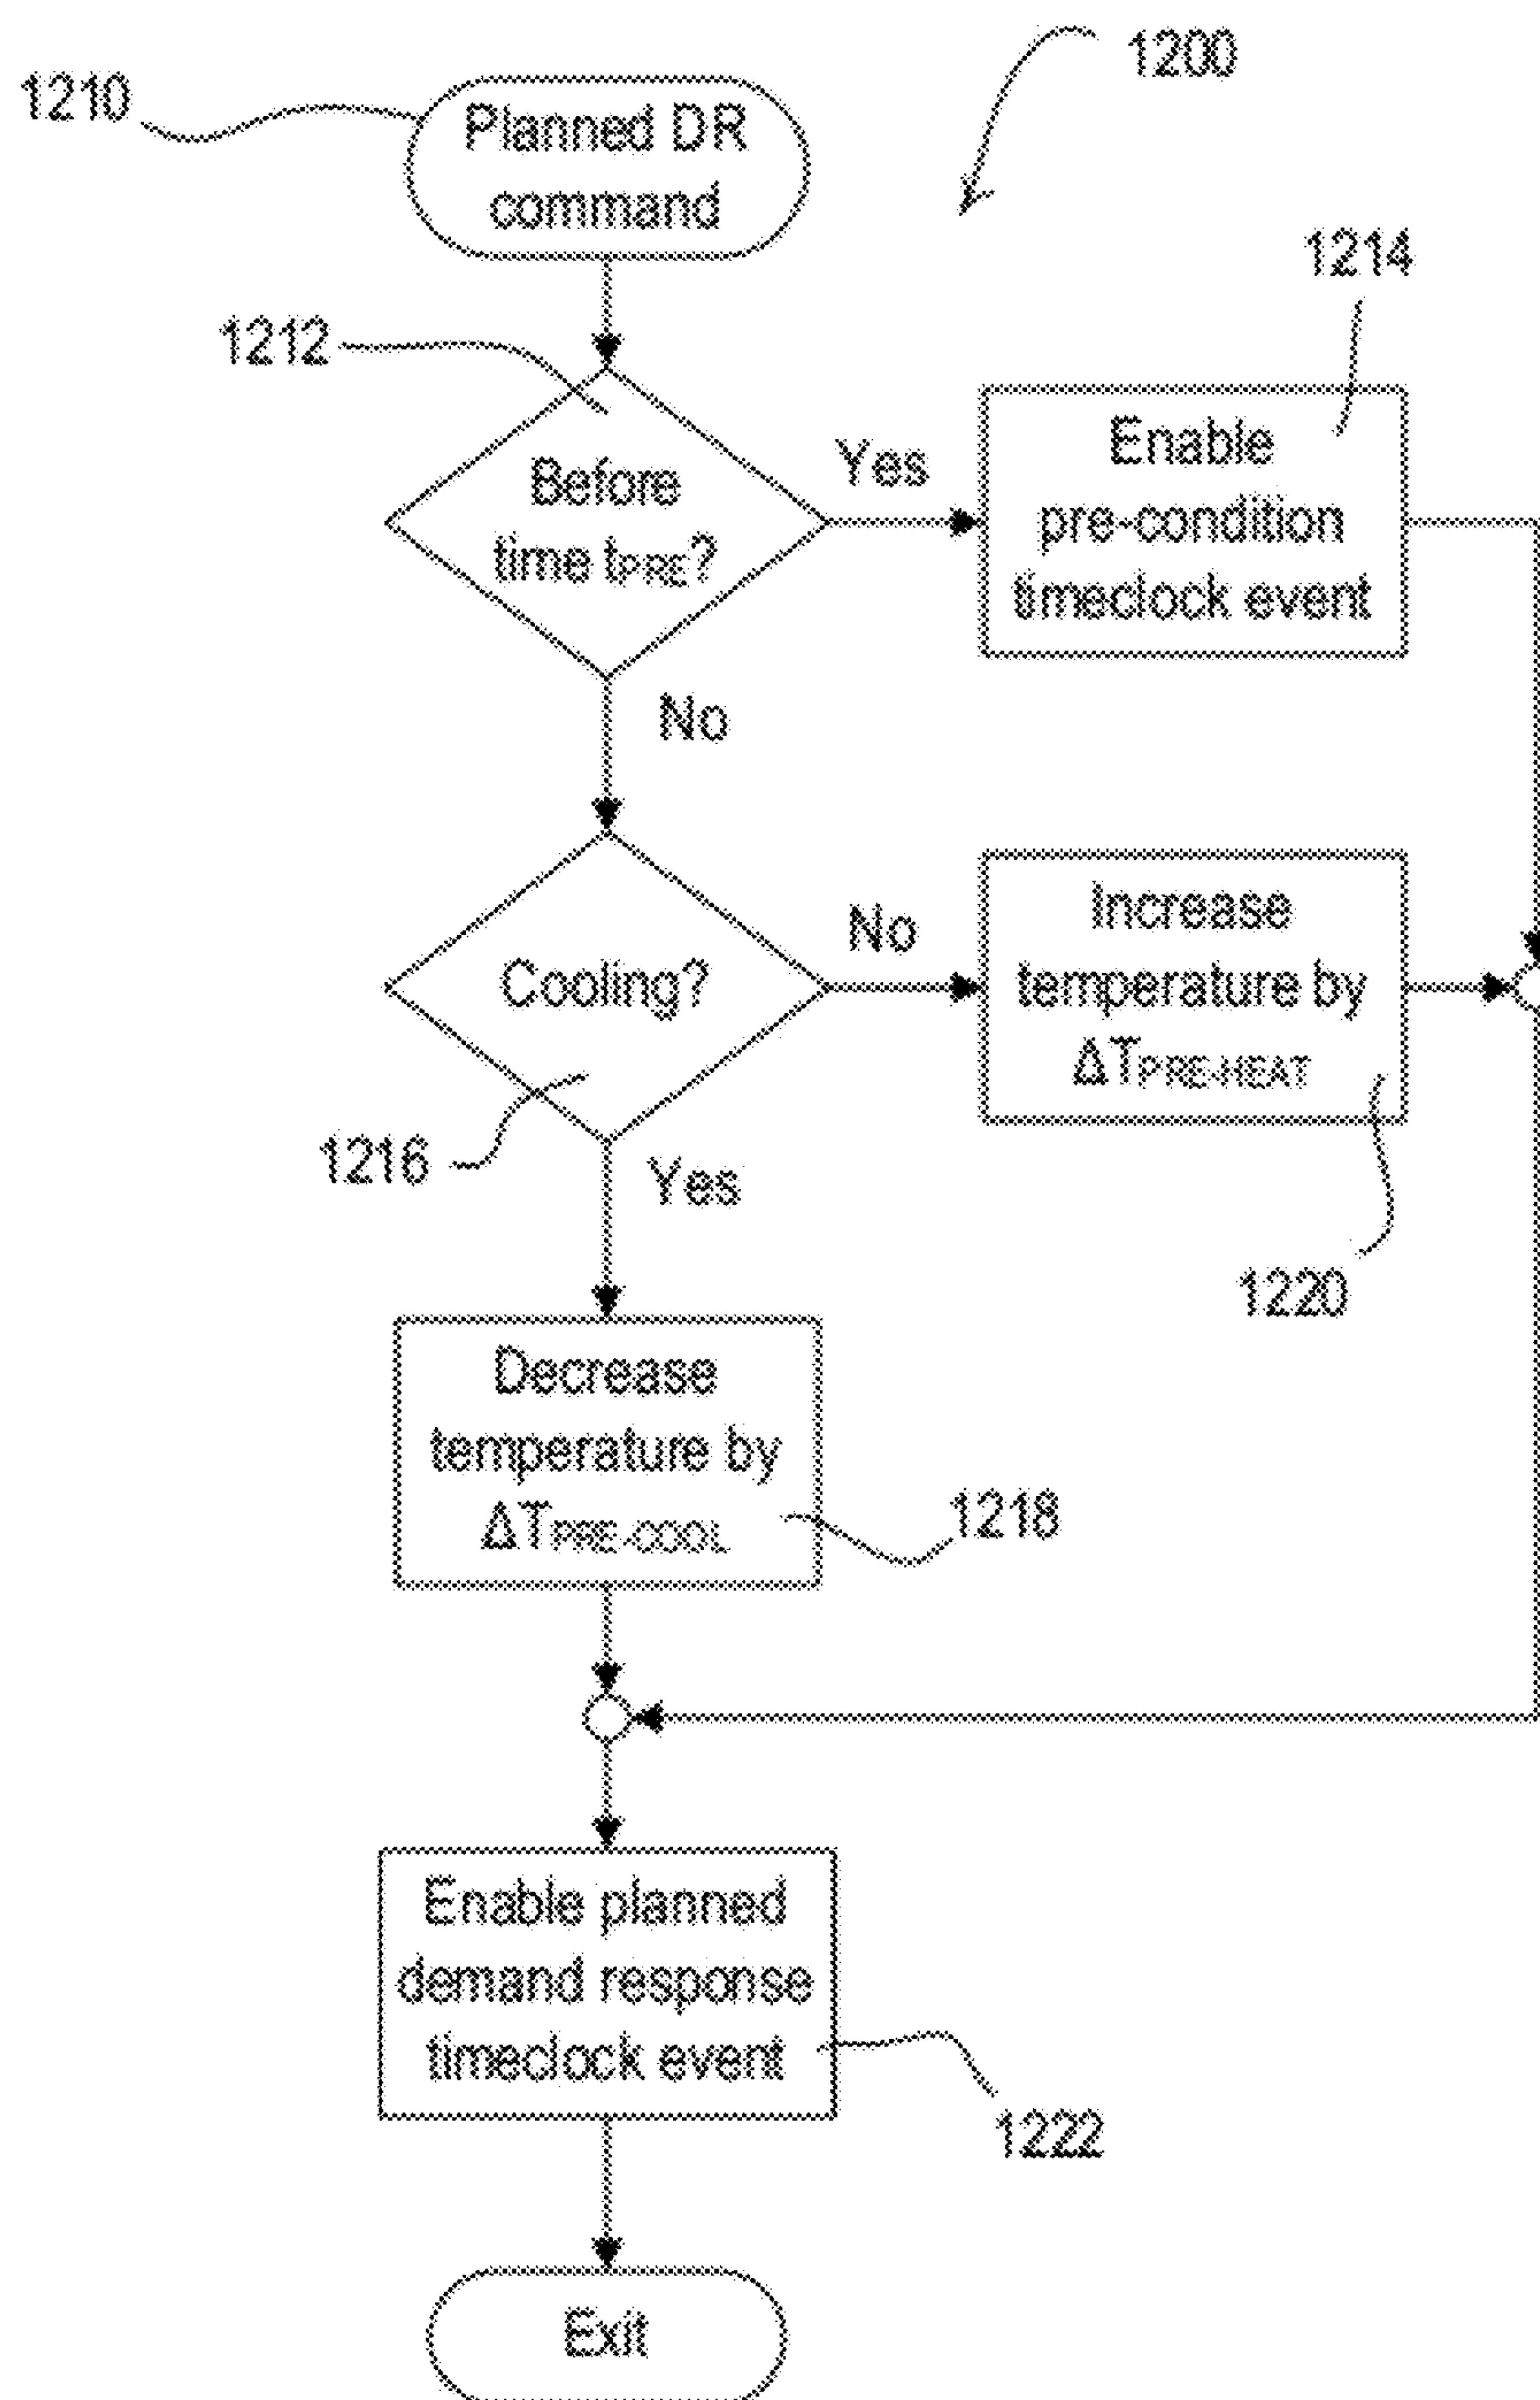 1200
1210
Planned DR
command
1212
Before
time tPRE?
Yes
1214
Enable
pre-condition
timeclock event
No
Cooling?
1216
No
Increase
temperature by
ΔTPRE-HEAT
1220
Yes
Decrease
temperature by
ΔTPRE-COOL
1218
Enable planned
demand response
timeclock event
1222
Exit